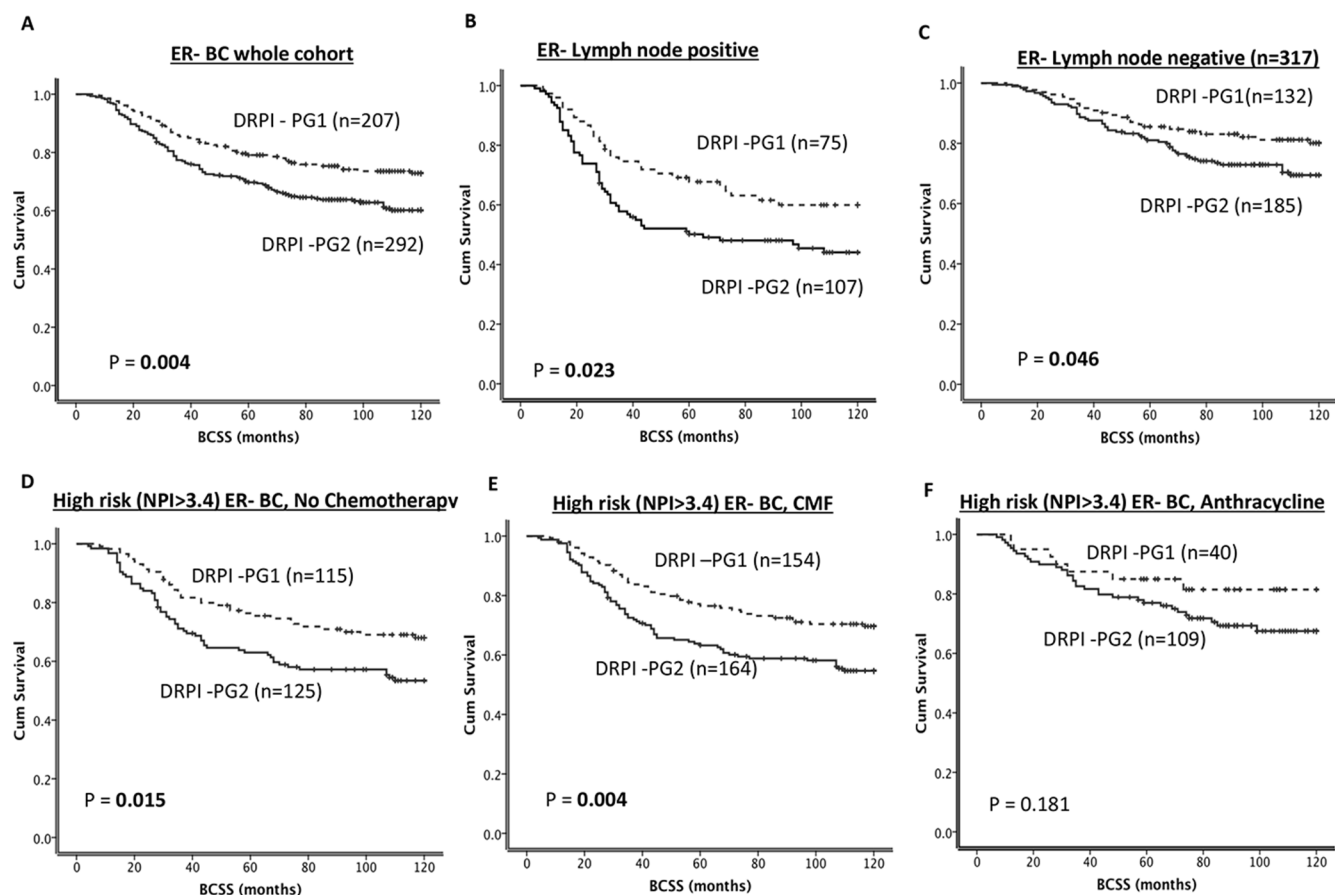 A
ER- BC whole cohort
1.0
0.8
0.6
0.4
0.2
0.0
Cum Survival
DRPI - PG1 (n=207)
DRPI -PG2 (n=292)
P = 0.004
0 20 40 60 80 100 120
BCSS (months)
B
ER- Lymph node positive
1.0
0.8
0.6
0.4
0.2
0.0
Cum Survival
DRPI -PG1 (n=75)
DRPI -PG2 (n=107)
P = 0.023
0 20 40 60 80 100 120
BCSS (months)
C
ER- Lymph node negative (n=317)
1.0
0.8
0.6
0.4
0.2
0.0
Cum Survival
DRPI -PG1(n=132)
DRPI -PG2 (n=185)
P = 0.046
0 20 40 60 80 100 120
BCSS (months)
D
High risk (NPI>3.4) ER- BC, No Chemotherapy
1.0
0.8
0.6
0.4
0.2
0.0
Cum Survival
DRPI -PG1 (n=115)
DRPI -PG2 (n=125)
P = 0.015
0 20 40 60 80 100 120
BCSS (months)
E
High risk (NPI>3.4) ER- BC, CMF
1.0
0.8
0.6
0.4
0.2
0.0
Cum Survival
DRPI –PG1 (n=154)
DRPI -PG2 (n=164)
P = 0.004
0 20 40 60 80 100 120
BCSS (months)
F
High risk (NPI>3.4) ER- BC, Anthracycline
1.0
0.8
0.6
0.4
0.2
0.0
Cum Survival
DRPI -PG1 (n=40)
DRPI -PG2 (n=109)
P = 0.181
0 20 40 60 80 100 120
BCSS (months)